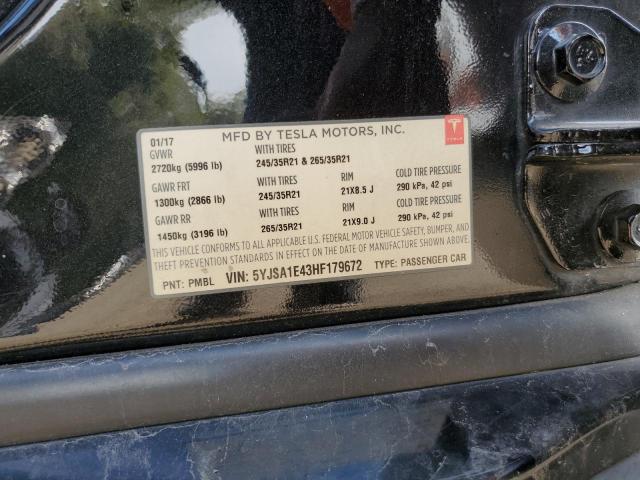 01/17 MFD BY TESLA MOTORS, INC.
GVWR WITH TIRES
2720kg (5996 lb) 245/35R21 & 265/35R21
GAWR FRT WITH TIRES RIM COLD TIRE PRESSURE
1300kg (2866 lb) 245/35R21 21X8.5 J 290 kPa, 42 psi
GAWR RR WITH TIRES RIM COLD TIRE PRESSURE
1450kg (3196 lb) 265/35R21 21X9.0 J 290 kPa, 42 psi
THIS VEHICLE CONFORMS TO ALL APPLICABLE U.S. FEDERAL MOTOR VEHICLE SAFETY, BUMPER, AND
THEFT PREVENTION STANDARDS IN EFFECT ON THE DATE OF MANUFACTURE SHOWN ABOVE.
PNT: PMBL VIN: 5YJSA1E43HF179672 TYPE: PASSENGER CAR